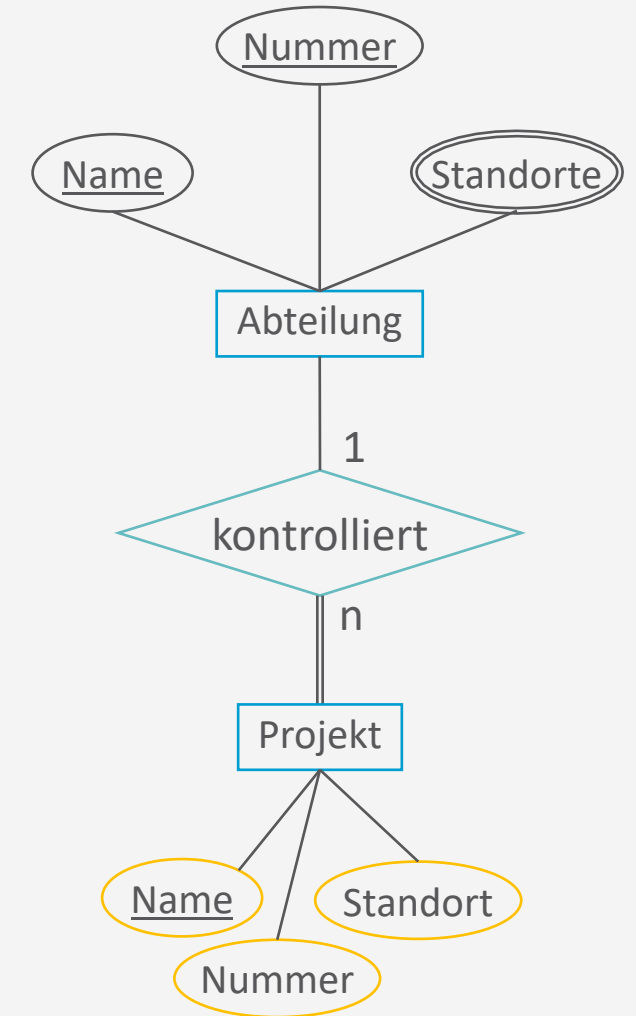 Nummer
Name
Standorte
Abteilung
1
kontrolliert
n
Projekt
Name
Standort
Nummer